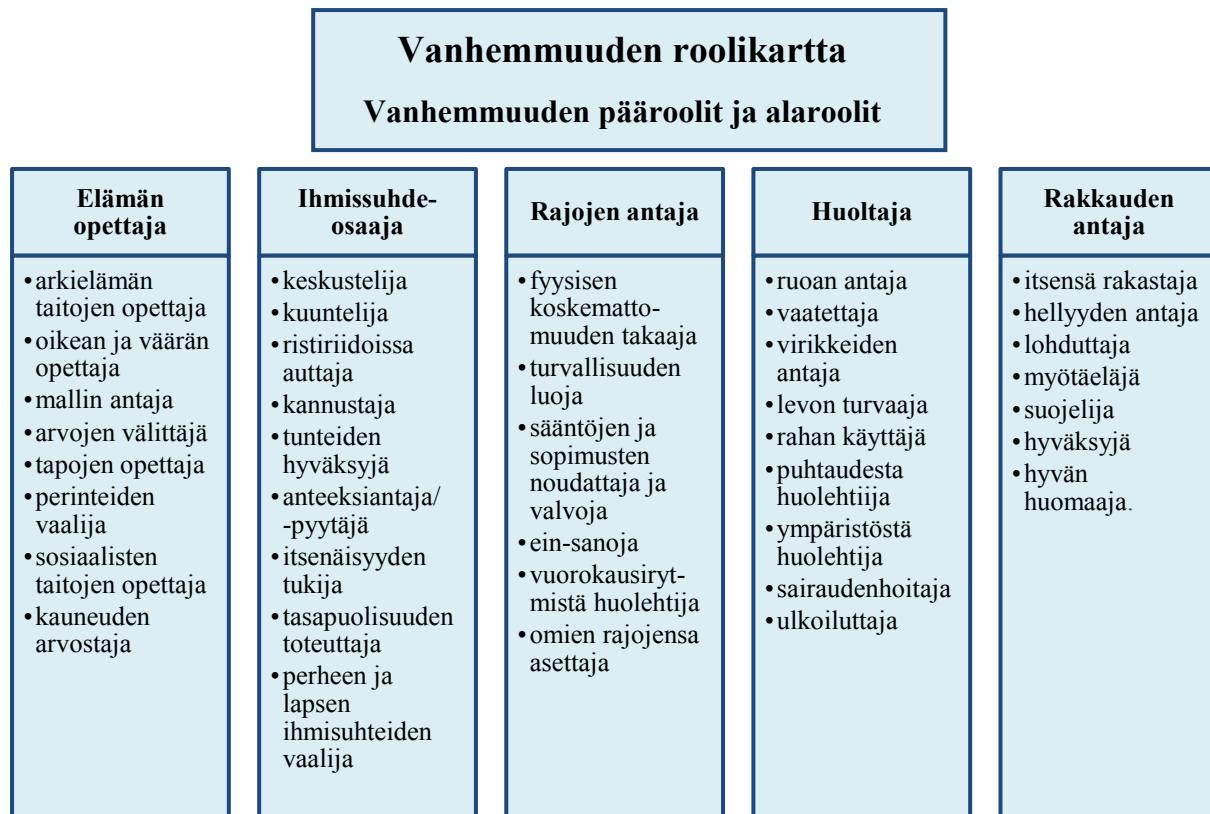 Vanhemmuuden roolikartta
Vanhemmuuden pääroolit ja alaroolit
Elämän
opettaja
•arkielämän
taitojen opettaja
•oikean ja väärän
opettaja
•mallin antaja
•arvojen välittäjä
•tapojen opettaja
•perinteiden
vaalija
•sosiaalisten
taitojen opettaja
•kauneuden
arvostaja
Ihmissuhde-
osaaja
•keskustelija
•kuuntelija
•ristiriidoissa
auttaja
•kannustaja
•tunteiden
hyväksyjä
•anteeksiantaja/
-pyytäjä
•itsenäisyyden
tukija
•tasapuolisuuden
toteuttaja
•perheen ja
lapsen
ihmisuhteiden
vaalija
Rajojen antaja
•fyysisen
koskematto-
muuden takaaja
•turvallisuuden
luoja
•sääntöjen ja
sopimusten
noudattaja ja
valvoja
•ein-sanoja
•vuorokausiryt-
mistä huolehtija
•omien rajojensa
asettaja
Huoltaja
•ruoan antaja
•vaatettaja
•virikkeiden
antaja
•levon turvaaja
•rahan käyttäjä
•puhtaudesta
huolehtiija
•ympäristöstä
huolehtija
•sairaudenhoitaja
•ulkoiluttaja
Rakkauden
antaja
•itsensä rakastaja
•hellyyden antaja
•lohduttaja
•myötäeläjä
•suojelija
•hyväksyjä
•hyvän
huomaaja.